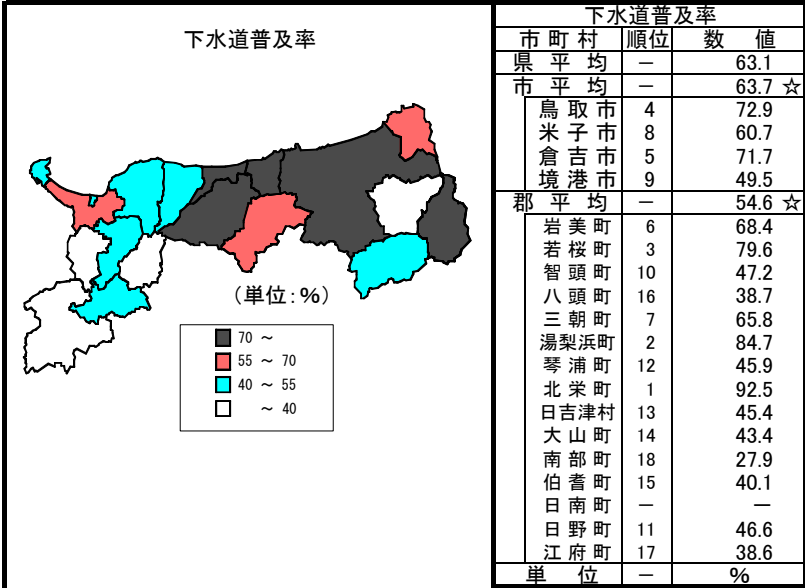 下水道普及率
(単位：%)
70 ～
55 ～ 70
40 ～ 55
～ 40
下水道普及率
市町村 順位 数 値
県 平 均 － 63.1
市 平 均 － 63.7 ☆
鳥取市 4 72.9
米子市 8 60.7
倉吉市 5 71.7
境港市 9 49.5
郡 平 均 － 54.6 ☆
岩美町 6 68.4
若桜町 3 79.6
智頭町 10 47.2
八頭町 16 38.7
三朝町 7 65.8
湯梨浜町 2 84.7
琴浦町 12 45.9
北栄町 1 92.5
日吉津村 13 45.4
大山町 14 43.4
南部町 18 27.9
伯耆町 15 40.1
日南町 － －
日野町 11 46.6
江府町 17 38.6
単 位 － %